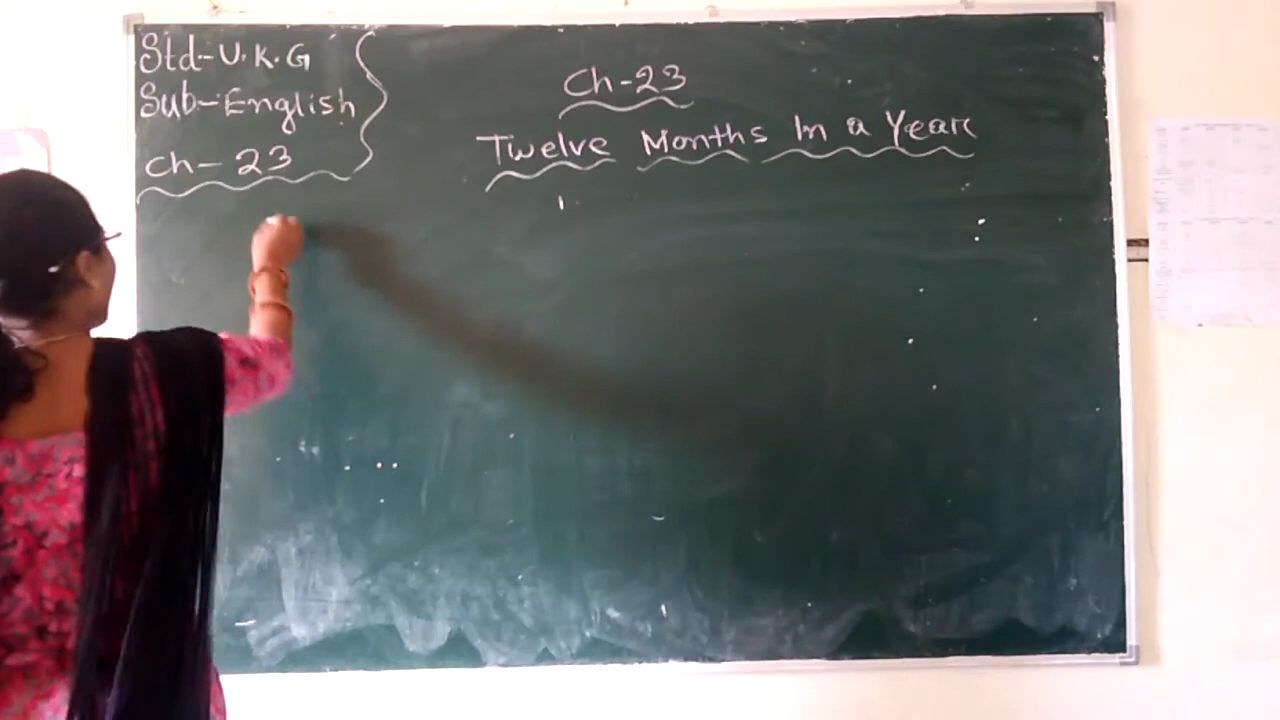 Std-U.K.G
Sub-English
Ch-23
Ch-23
Twelve Months In a Year